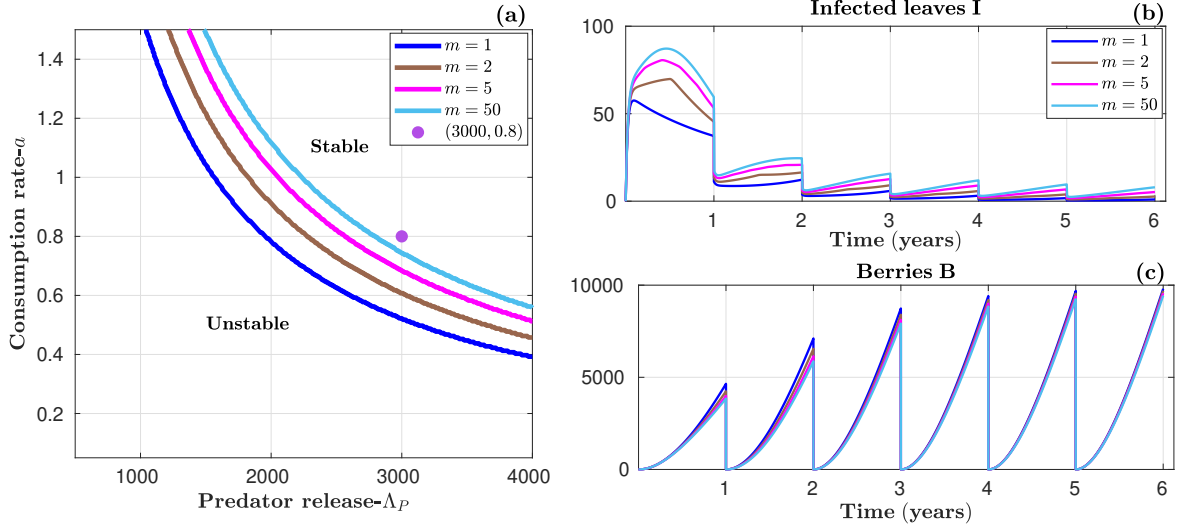 (a)
1.4
1.2
1
0.8
0.6
0.4
0.2
Consumption rate-a
m = 1
m = 2
m = 5
m = 50
(3000, 0.8)
Stable
Unstable
1000
2000
3000
4000
Predator release-Λ_P
Infected leaves I
(b)
100
50
0
m = 1
m = 2
m = 5
m = 50
1
2
3
4
5
6
Time (years)
Berries B
(c)
10000
5000
0
1
2
3
4
5
6
Time (years)